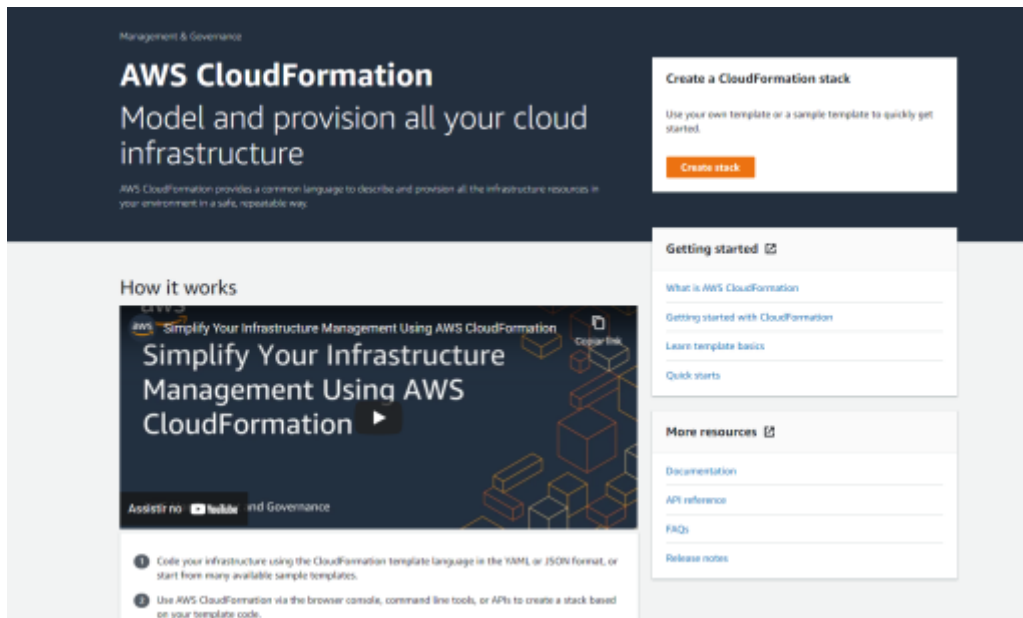 Management & Governance
AWS CloudFormation
Model and provision all your cloud
infrastructure
AWS CloudFormation provides a common language to describe and provision all the infrastructure resources in
your environment in a safe, repeatable way.
Create a CloudFormation stack
Use your own template or a sample template to quickly get
started.
Create stack
How it works
aws
aws
Simplify Your Infrastructure Management Using AWS CloudFormation
Copiar link
Simplify Your Infrastructure
Management Using AWS
CloudFormation
Assistir no YouTube
nd Governance
1 Code your infrastructure using the CloudFormation template language in the YAML or JSON format, or
start from many available sample templates.
2 Use AWS CloudFormation via the browser console, command line tools, or APIs to create a stack based
on your template code.
Getting started
What is AWS CloudFormation
Getting started with CloudFormation
Learn template basics
Quick starts
More resources
Documentation
API reference
FAQs
Release notes